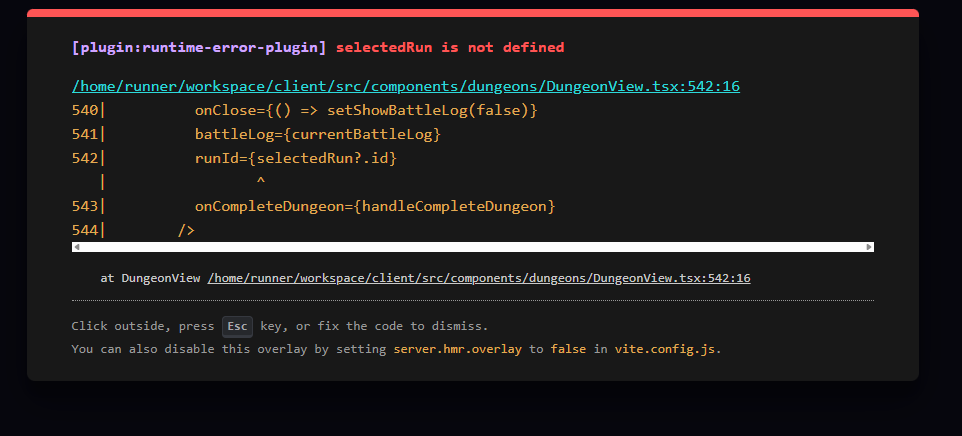 [plugin:runtime-error-plugin] selectedRun is not defined
/home/runner/workspace/client/src/components/dungeons/DungeonView.tsx:542:16
540|          onClose={() => setShowBattleLog(false)}
541|          battleLog={currentBattleLog}
542|          runId={selectedRun?.id}
   |                 ^
543|          onCompleteDungeon={handleCompleteDungeon}
544|        />
at DungeonView /home/runner/workspace/client/src/components/dungeons/DungeonView.tsx:542:16
Click outside, press Esc key, or fix the code to dismiss.
You can also disable this overlay by setting server.hmr.overlay to false in vite.config.js.